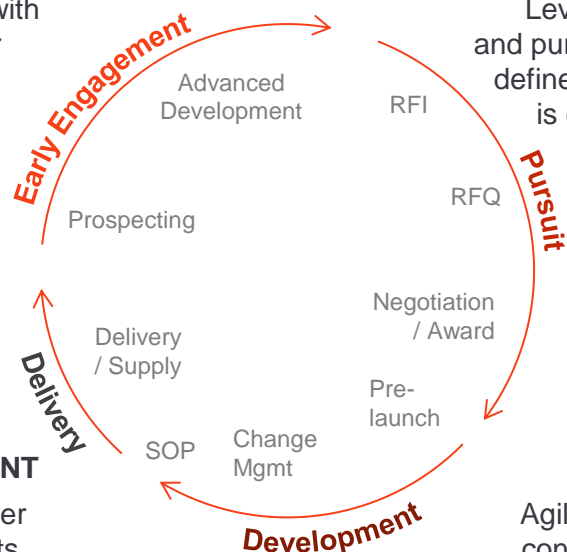 with
Lev
and pur
define
is
Early Engagement
Advanced
Development
RFI
Pursuit
RFQ
Prospecting
Negotiation
/ Award
Delivery
/ Supply
Delivery
Pre-
launch
Change
Mgmt
SOP
NT
er
Development
Agil